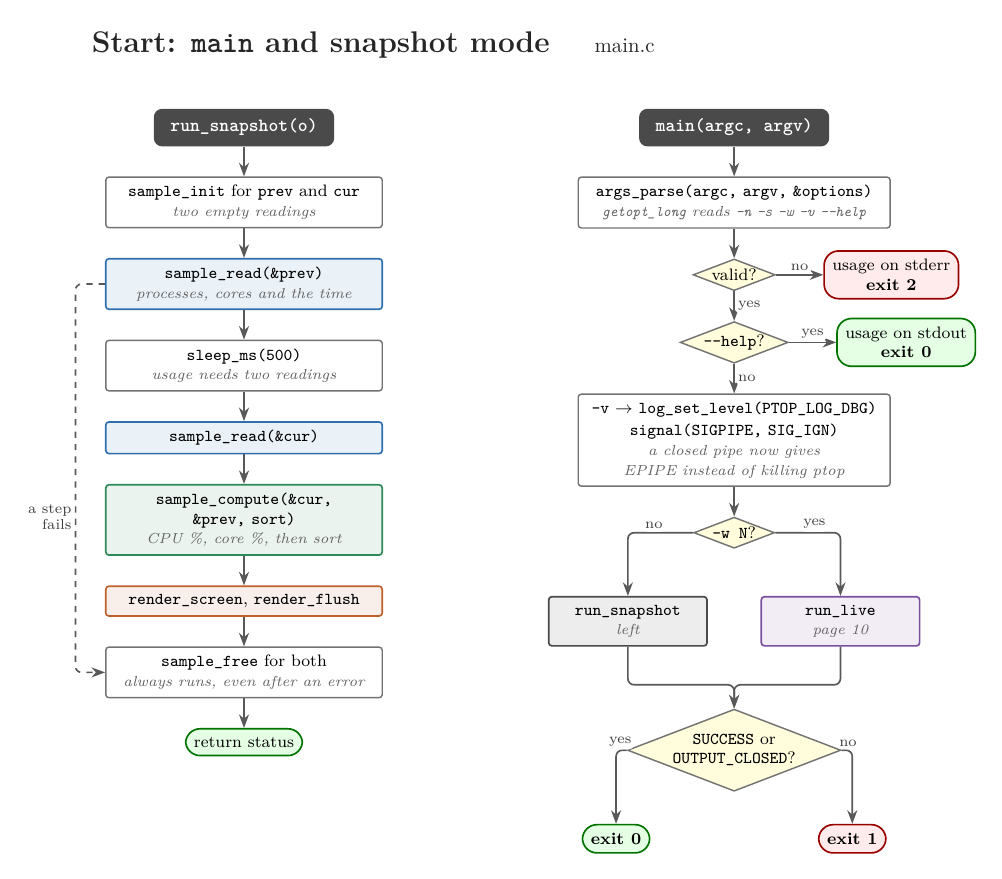 Start: main and snapshot mode main.c
run_snapshot(o)
sample_init for prev and cur
two empty readings
sample_read(&prev)
processes, cores and the time
sleep_ms(500)
usage needs two readings
sample_read(&cur)
sample_compute(&cur,
&prev, sort)
CPU %, core %, then sort
a step
fails
render_screen, render_flush
sample_free for both
always runs, even after an error
return status
main(argc, argv)
args_parse(argc, argv, &options)
getopt_long reads -n -s -w -v --help
valid?
no
usage on stderr
exit 2
yes
--help?
yes
usage on stdout
exit 0
no
-v → log_set_level(PTOP_LOG_DBG)
signal(SIGPIPE, SIG_IGN)
a closed pipe now gives
EPIPE instead of killing ptop
no
-w N?
yes
run_snapshot
left
run_live
page 10
yes
SUCCESS or
OUTPUT_CLOSED?
no
exit 0
exit 1